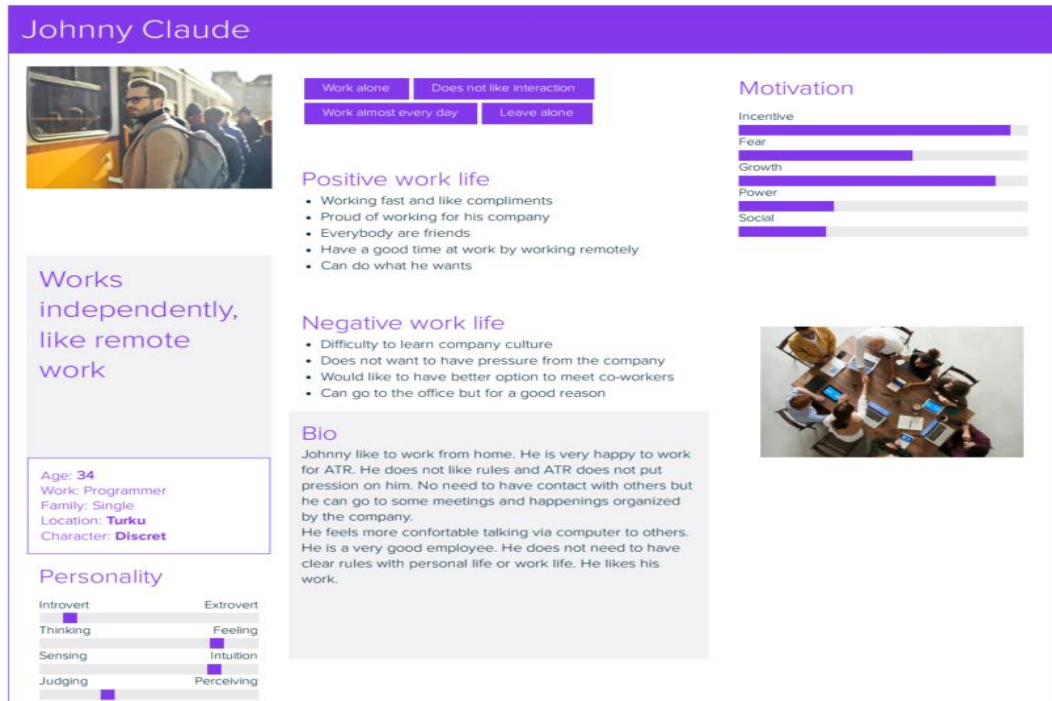 Johnny Claude
Work alone
Does not like interaction
Work almost every day
Leave alone
Works
independently,
like remote
work
Age: 34
Work: Programmer
Family: Single
Location: Turku
Character: Discret
Personality
Introvert Extrovert
Thinking Feeling
Sensing Intuition
Judging Perceiving
Positive work life
• Working fast and like compliments
• Proud of working for his company
• Everybody are friends
• Have a good time at work by working remotely
• Can do what he wants
Negative work life
• Difficulty to learn company culture
• Does not want to have pressure from the company
• Would like to have better option to meet co-workers
• Can go to the office but for a good reason
Bio
Johnny like to work from home. He is very happy to work
for ATR. He does not like rules and ATR does not put
pression on him. No need to have contact with others but
he can go to some meetings and happenings organized
by the company.
He feels more confortable talking via computer to others.
He is a very good employee. He does not need to have
clear rules with personal life or work life. He likes his
work.
Motivation
Incentive
Fear
Growth
Power
Social